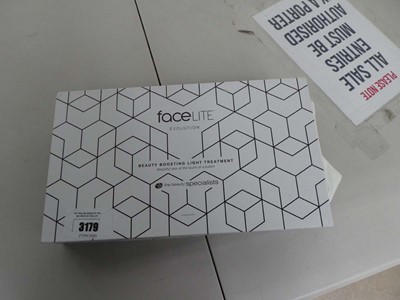 PLEASE NOTE
ALL SALE
ENTRIES
MUST BE
AUTHORISED
A PORTER
faceLITE
EVOLUTION
BEAUTY BOOSTING LIGHT TREATMENT
the beauty specialists
3179